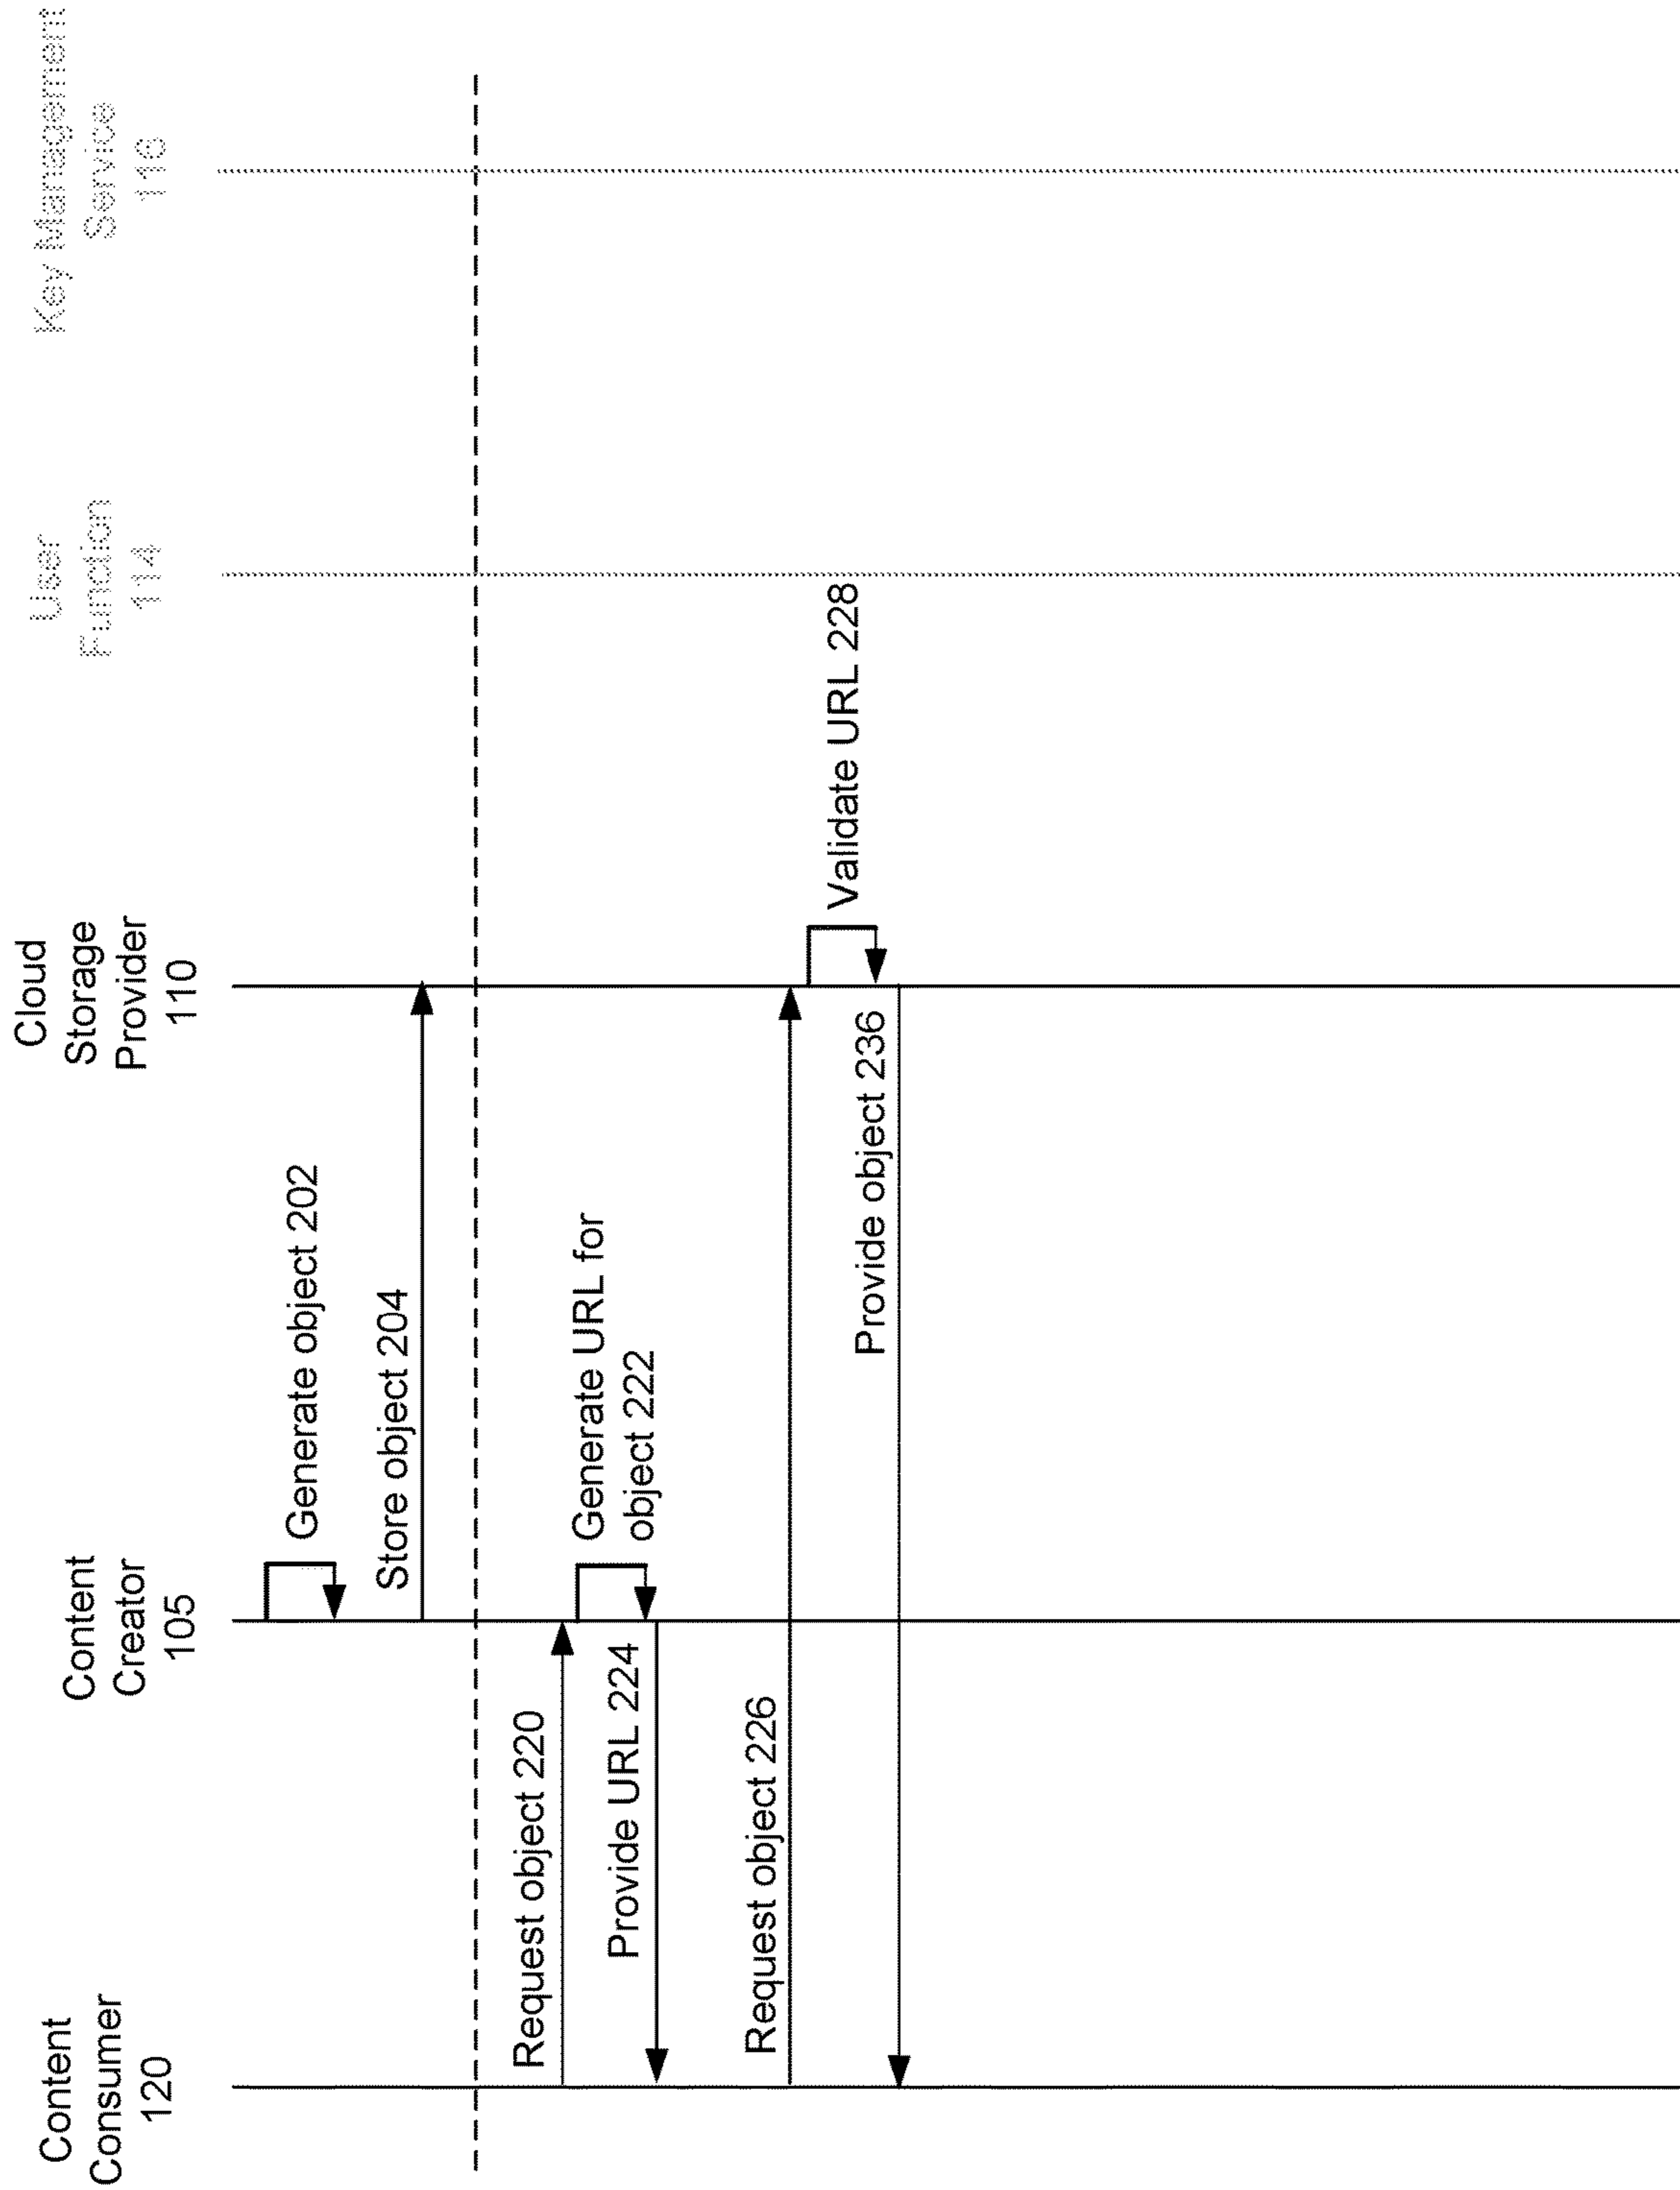 Content
Consumer
120
Content
Creator
105
Cloud
Storage
Provider
110
User
Function
114
Key Management
Service
116
Generate object 202
Store object 204
Request object 220
Generate URL for
object 222
Provide URL 224
Request object 226
Validate URL 228
Provide object 236